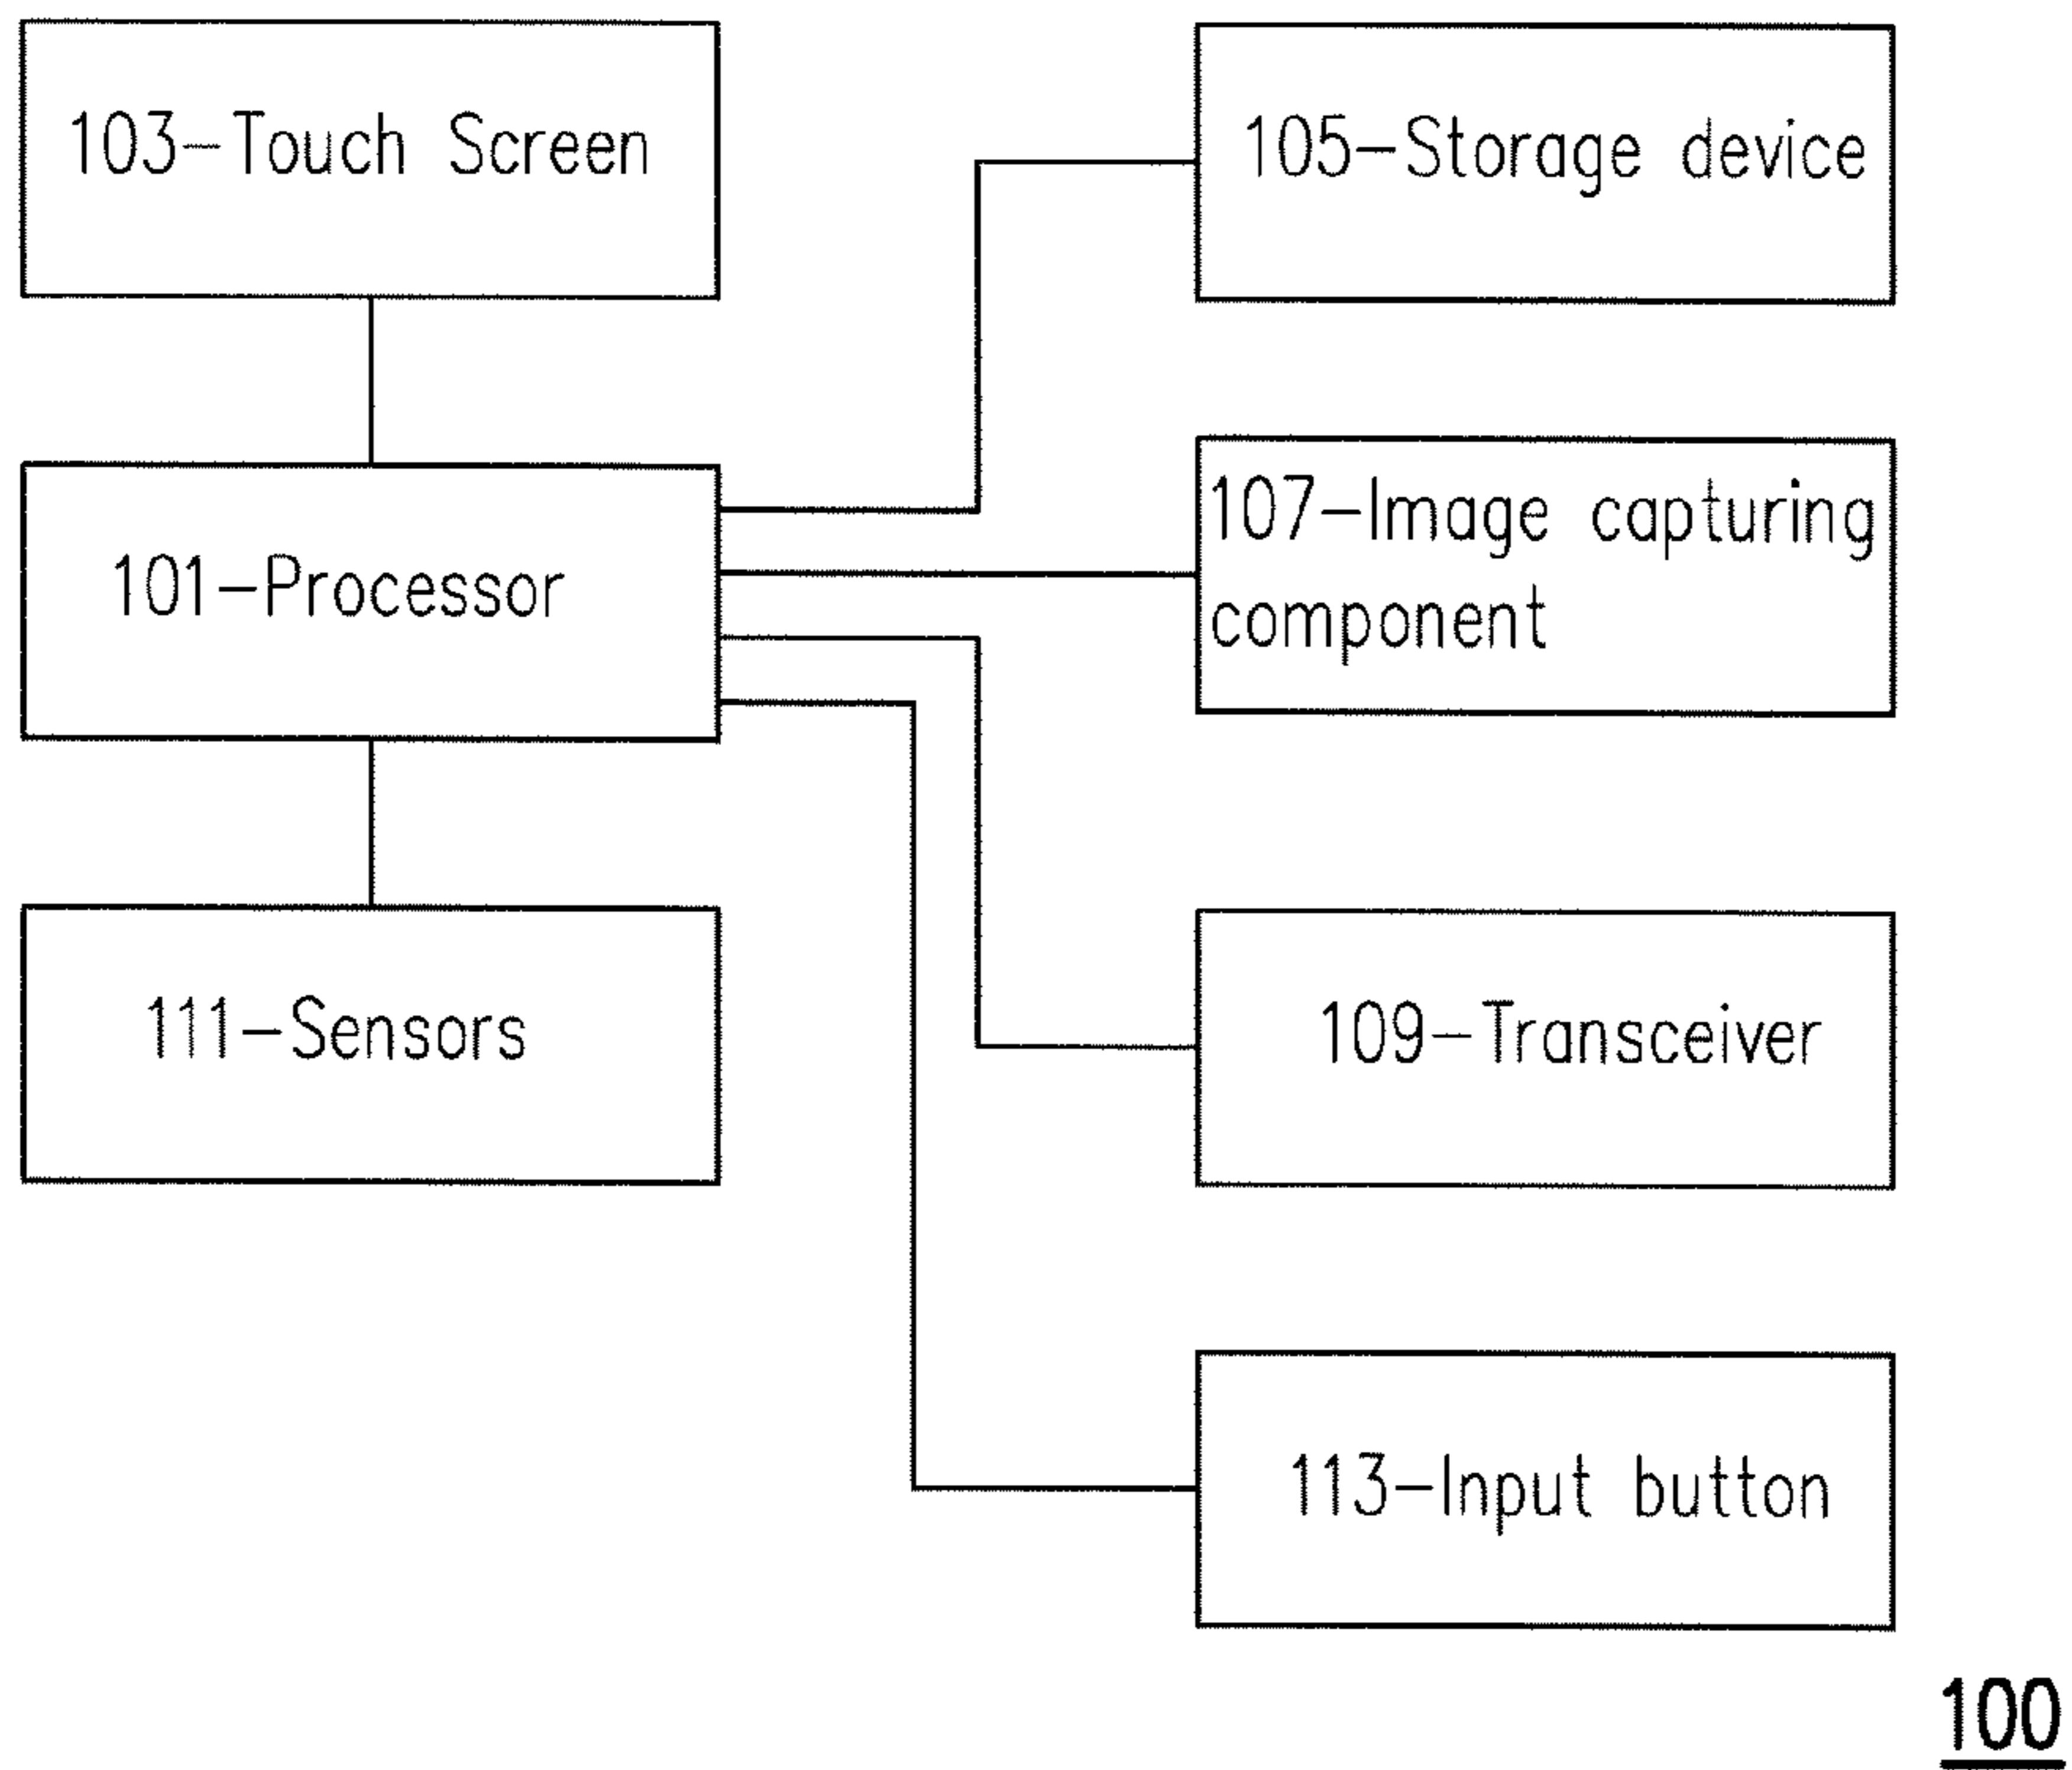 103-Touch Screen
105-Storage device
101-Processor
107-Image capturing
component
111-Sensors
109-Transceiver
113-Input button
100